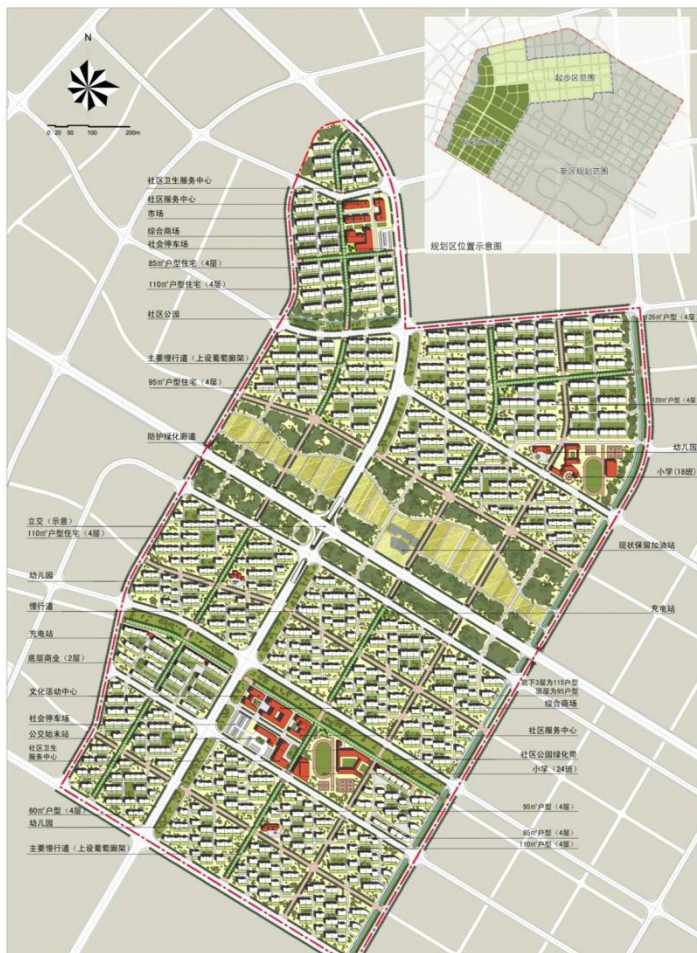 N
0 20 50 100 200m
起步区范围
新区规划范围
规划区位置示意图
社区卫生服务中心
社区服务中心
市场
综合商场
社会停车场
85㎡户型住宅（4层）
110㎡户型住宅（4层）
社区公园
主要慢行道（上设葡萄廊架）
95㎡户型住宅（4层）
防护绿化廊道
立交（示意）
110㎡户型住宅（4层）
幼儿园
慢行道
充电站
底层商业（2层）
文化活动中心
社会停车场
公交始末站
社区卫生
服务中心
60㎡户型（4层）
幼儿园
主要慢行道（上设葡萄廊架）
135㎡户型（4层）
120㎡户型（4层）
幼儿园
小学(18班)
现状保留加油站
充电站
底下3层为115户型
顶层为95户型
综合商场
社区服务中心
社区公园绿化带
小学（24班）
95㎡户型（4层）
85㎡户型（4层）
110㎡户型（4层）